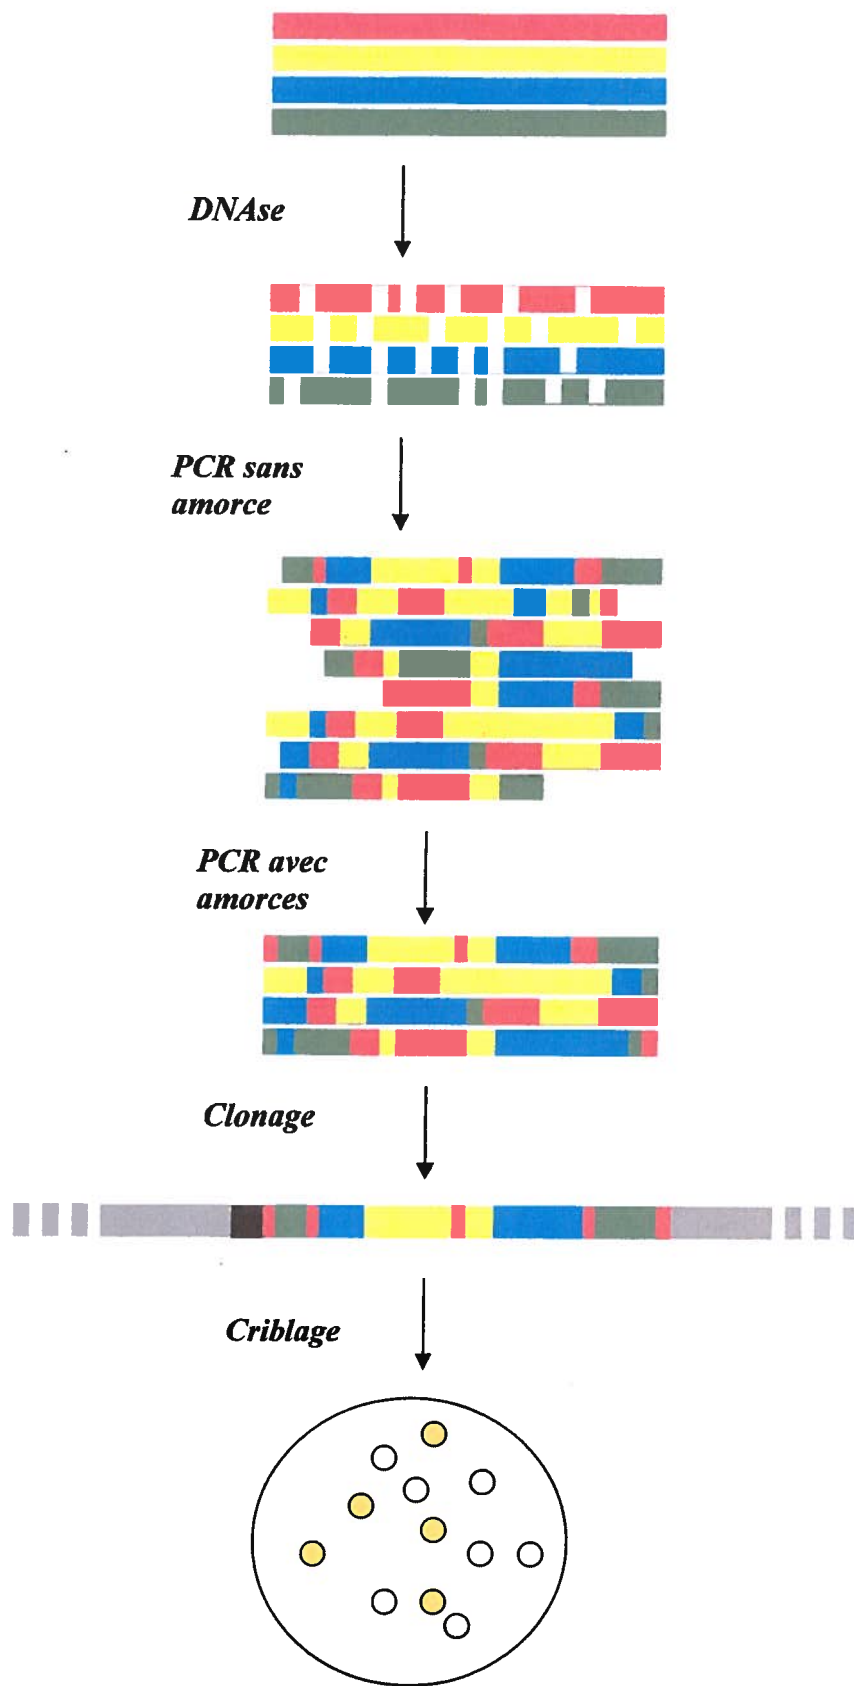 DNAse
PCR sans
amorce
PCR avec
amorces
Clonage
Criblage